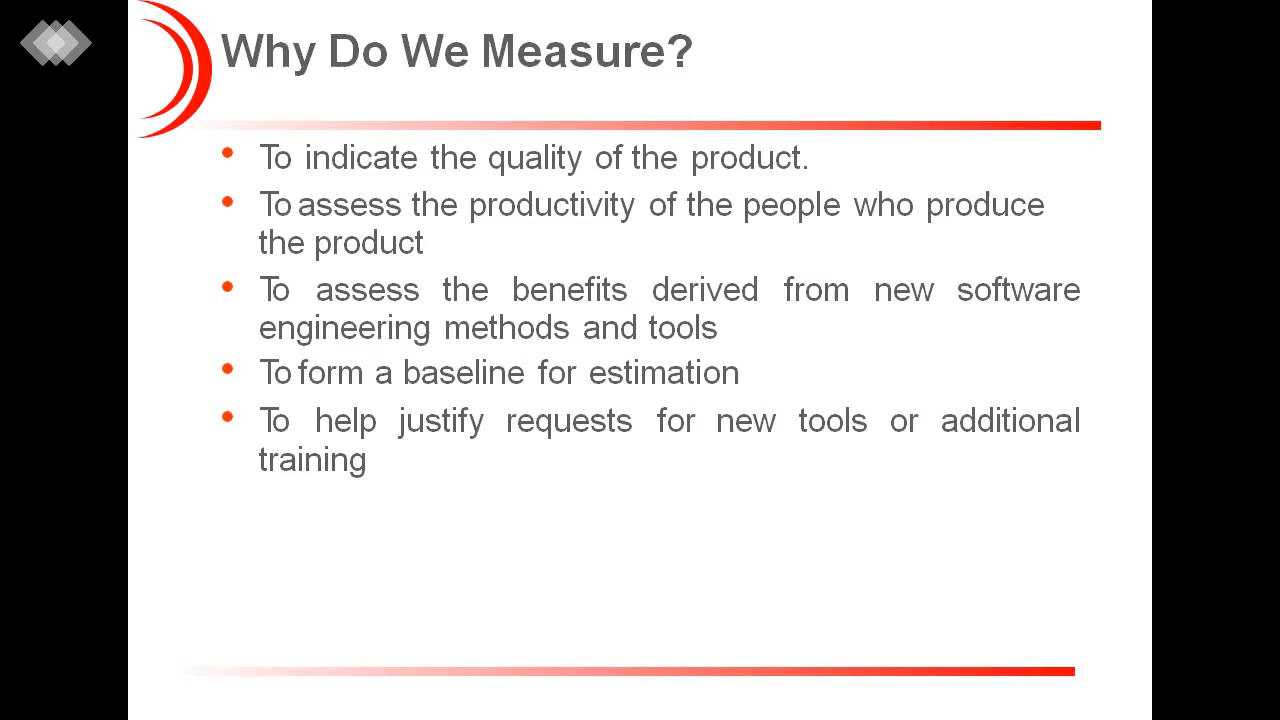 Why Do We Measure?
• To indicate the quality of the product.
• To assess the productivity of the people who produce
the product
• To assess the benefits derived from new software
engineering methods and tools
• To form a baseline for estimation
• To help justify requests for new tools or additional
training